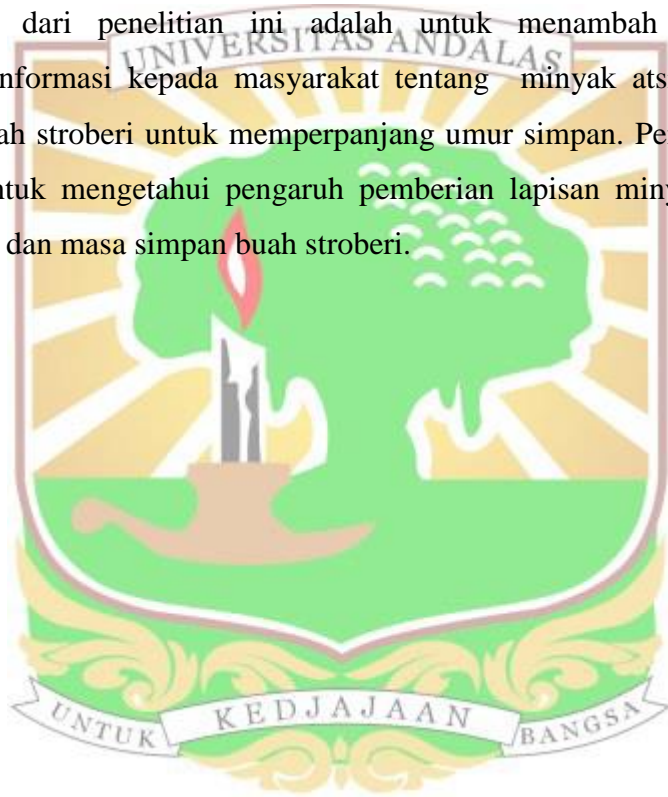 dari penelitian ini adalah untuk menambah
UNIVERSITAS ANDALAS
nformasi kepada masyarakat tentang minyak ats
ah stroberi untuk memperpanjang umur simpan. Pe
ntuk mengetahui pengaruh pemberian lapisan miny
dan masa simpan buah stroberi.
UNTUK KEDJAJAAN BANGSA